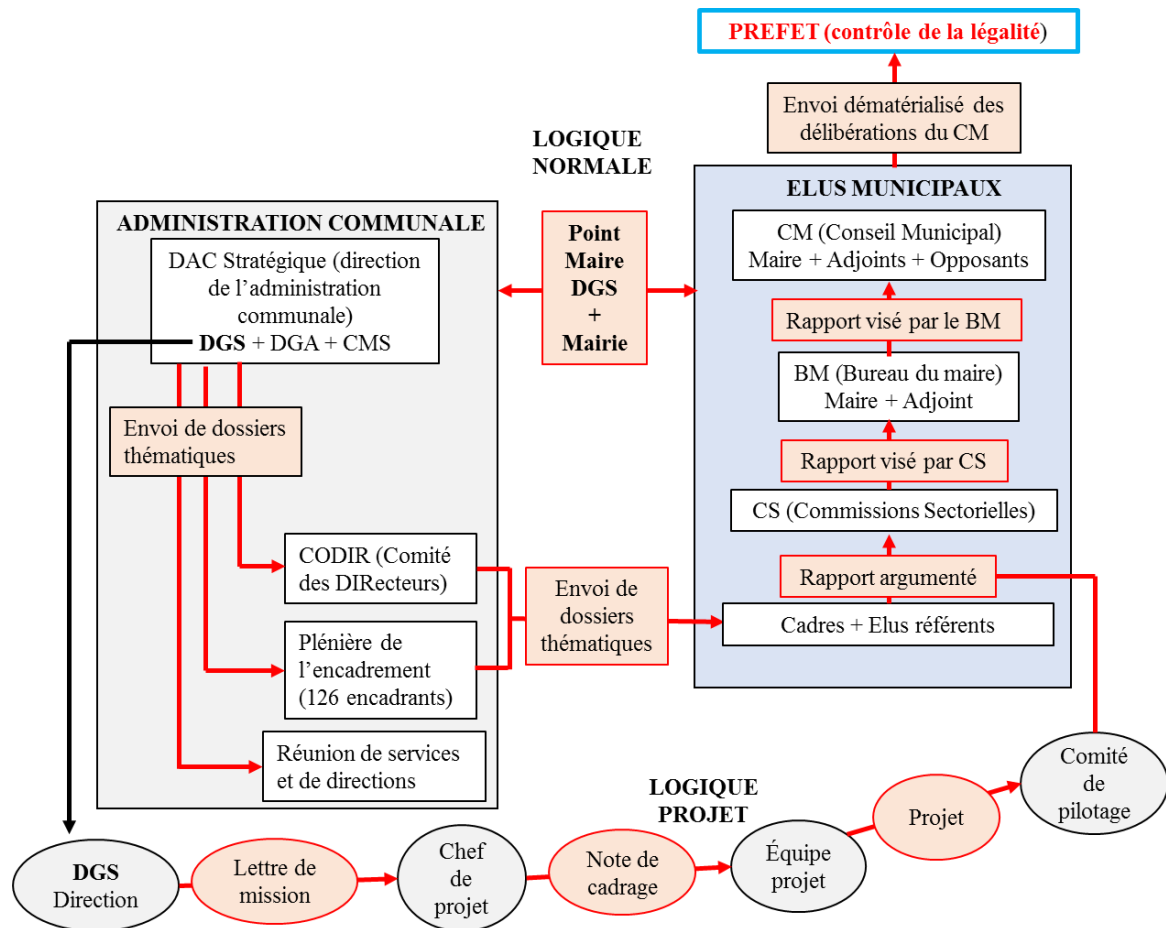 PREFET (contrôle de la légalité)
Envoi dématérialisé des
délibérations du CM
LOGIQUE
NORMALE
ELUS MUNICIPAUX
CM (Conseil Municipal)
Maire + Adjoints + Opposants
Rapport visé par le BM
BM (Bureau du maire)
Maire + Adjoint
Rapport visé par CS
CS (Commissions Sectorielles)
Rapport argumenté
Cadres + Elus référents
Point
Maire
DGS
+
Mairie
ADMINISTRATION COMMUNALE
DAC Stratégique (direction
de l’administration
communale)
DGS + DGA + CMS
Envoi de dossiers
thématiques
CODIR (Comité
des DIRecteurs)
Plénière de
l’encadrement
(126 encadrants)
Réunion de services
et de directions
Envoi de
dossiers
thématiques
LOGIQUE
PROJET
DGS
Direction
Lettre de
mission
Chef
de
projet
Note de
cadrage
Équipe
projet
Projet
Comité
de
pilotage